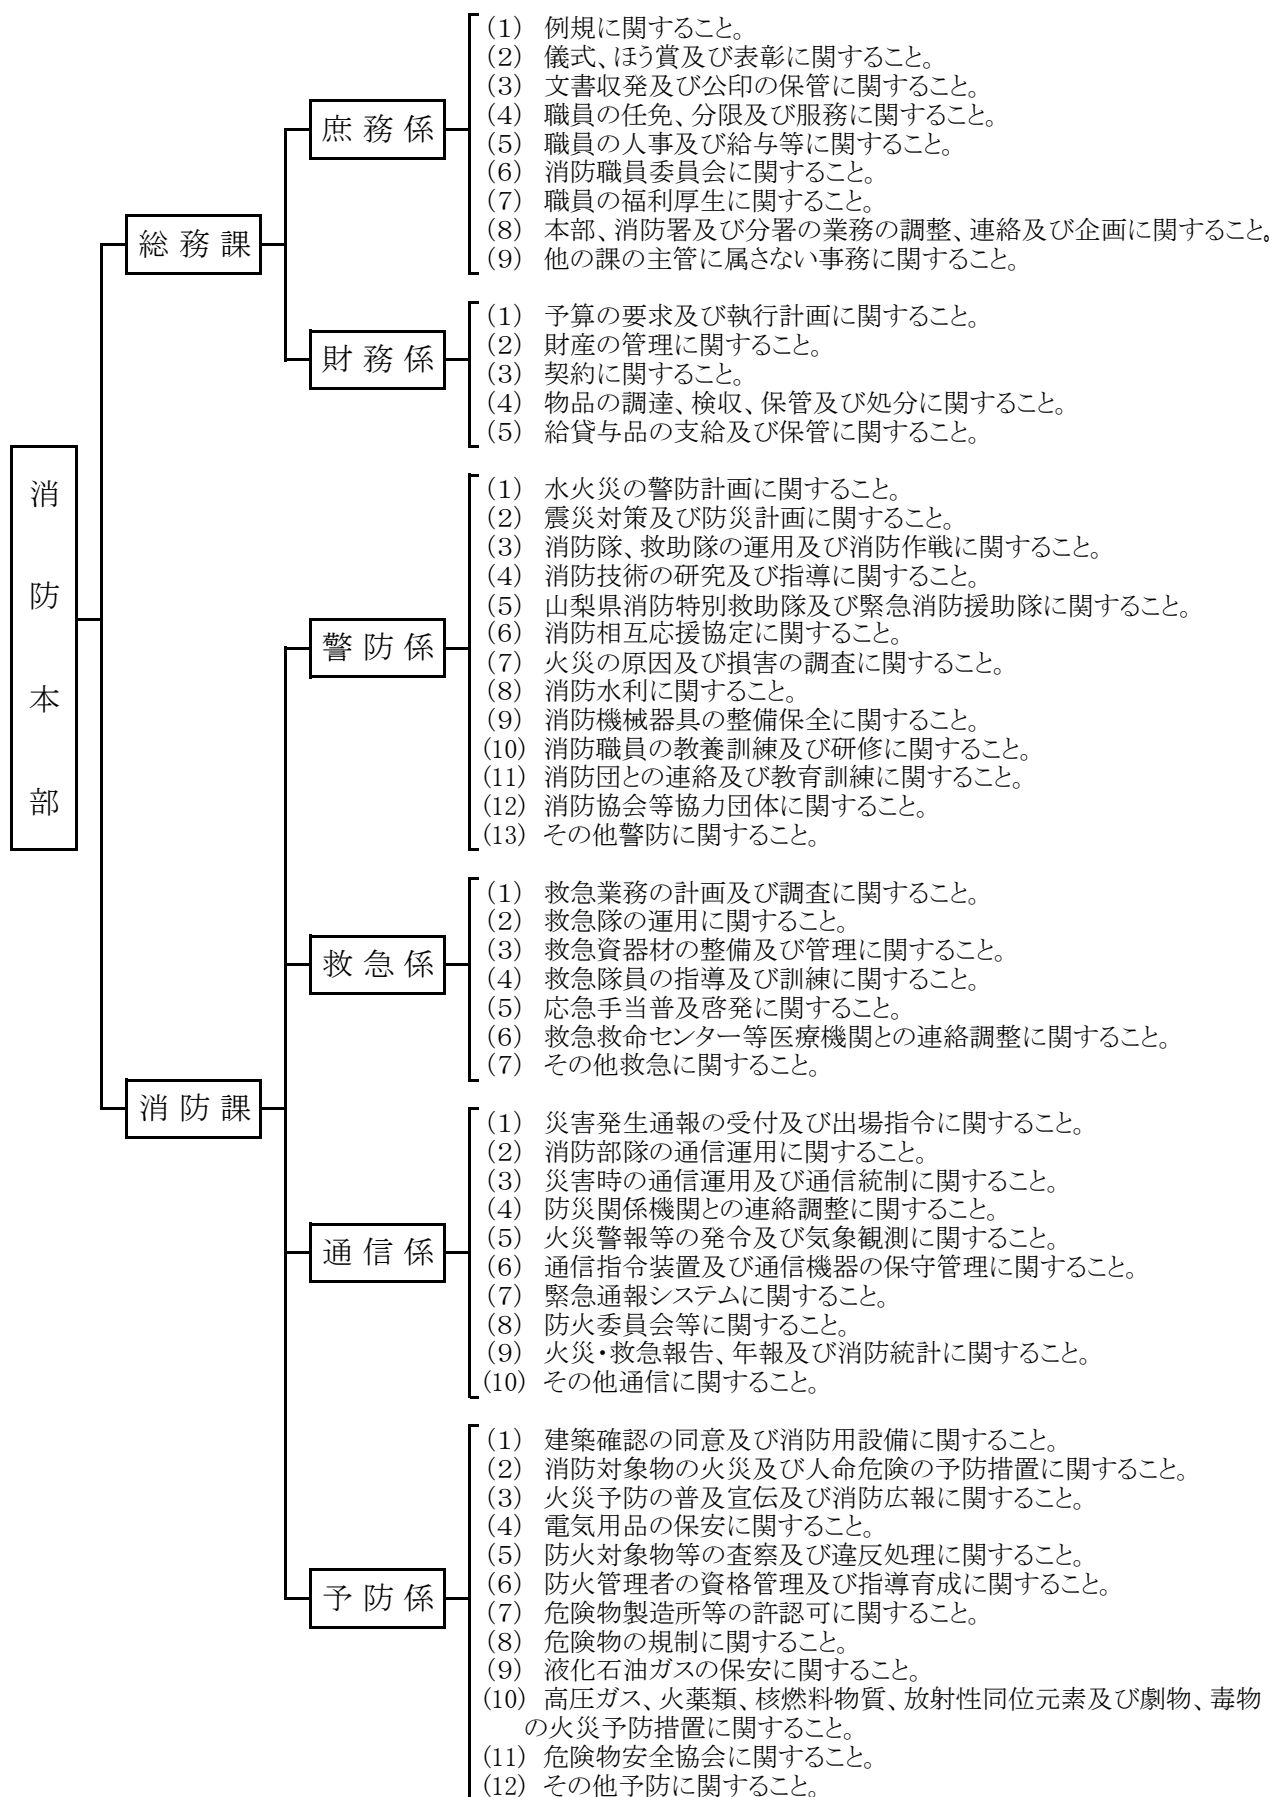 消防本部
総務課
庶務係
(1) 例規に関すること。
(2) 儀式、ほう賞及び表彰に関すること。
(3) 文書収発及び公印の保管に関すること。
(4) 職員の任免、分限及び服務に関すること。
(5) 職員の人事及び給与等に関すること。
(6) 消防職員委員会に関すること。
(7) 職員の福利厚生に関すること。
(8) 本部、消防署及び分署の業務の調整、連絡及び企画に関すること。
(9) 他の課の主管に属さない事務に関すること。
財務係
(1) 予算の要求及び執行計画に関すること。
(2) 財産の管理に関すること。
(3) 契約に関すること。
(4) 物品の調達、検収、保管及び処分に関すること。
(5) 給貸与品の支給及び保管に関すること。
消防課
警防係
(1) 水火災の警防計画に関すること。
(2) 震災対策及び防災計画に関すること。
(3) 消防隊、救助隊の運用及び消防作戦に関すること。
(4) 消防技術の研究及び指導に関すること。
(5) 山梨県消防特別救助隊及び緊急消防援助隊に関すること。
(6) 消防相互応援協定に関すること。
(7) 火災の原因及び損害の調査に関すること。
(8) 消防水利に関すること。
(9) 消防機械器具の整備保全に関すること。
(10) 消防職員の教養訓練及び研修に関すること。
(11) 消防団との連絡及び教育訓練に関すること。
(12) 消防協会等協力団体に関すること。
(13) その他警防に関すること。
救急係
(1) 救急業務の計画及び調査に関すること。
(2) 救急隊の運用に関すること。
(3) 救急資器材の整備及び管理に関すること。
(4) 救急隊員の指導及び訓練に関すること。
(5) 応急手当普及啓発に関すること。
(6) 救急救命センター等医療機関との連絡調整に関すること。
(7) その他救急に関すること。
通信係
(1) 災害発生通報の受付及び出場指令に関すること。
(2) 消防部隊の通信運用に関すること。
(3) 災害時の通信運用及び通信統制に関すること。
(4) 防災関係機関との連絡調整に関すること。
(5) 火災警報等の発令及び気象観測に関すること。
(6) 通信指令装置及び通信機器の保守管理に関すること。
(7) 緊急通報システムに関すること。
(8) 防火委員会等に関すること。
(9) 火災・救急報告、年報及び消防統計に関すること。
(10) その他通信に関すること。
予防係
(1) 建築確認の同意及び消防用設備に関すること。
(2) 消防対象物の火災及び人命危険の予防措置に関すること。
(3) 火災予防の普及宣伝及び消防広報に関すること。
(4) 電気用品の保安に関すること。
(5) 防火対象物等の査察及び違反処理に関すること。
(6) 防火管理者の資格管理及び指導育成に関すること。
(7) 危険物製造所等の許認可に関すること。
(8) 危険物の規制に関すること。
(9) 液化石油ガスの保安に関すること。
(10) 高圧ガス、火薬類、核燃料物質、放射性同位元素及び劇物、毒物
の火災予防措置に関すること。
(11) 危険物安全協会に関すること。
(12) その他予防に関すること。